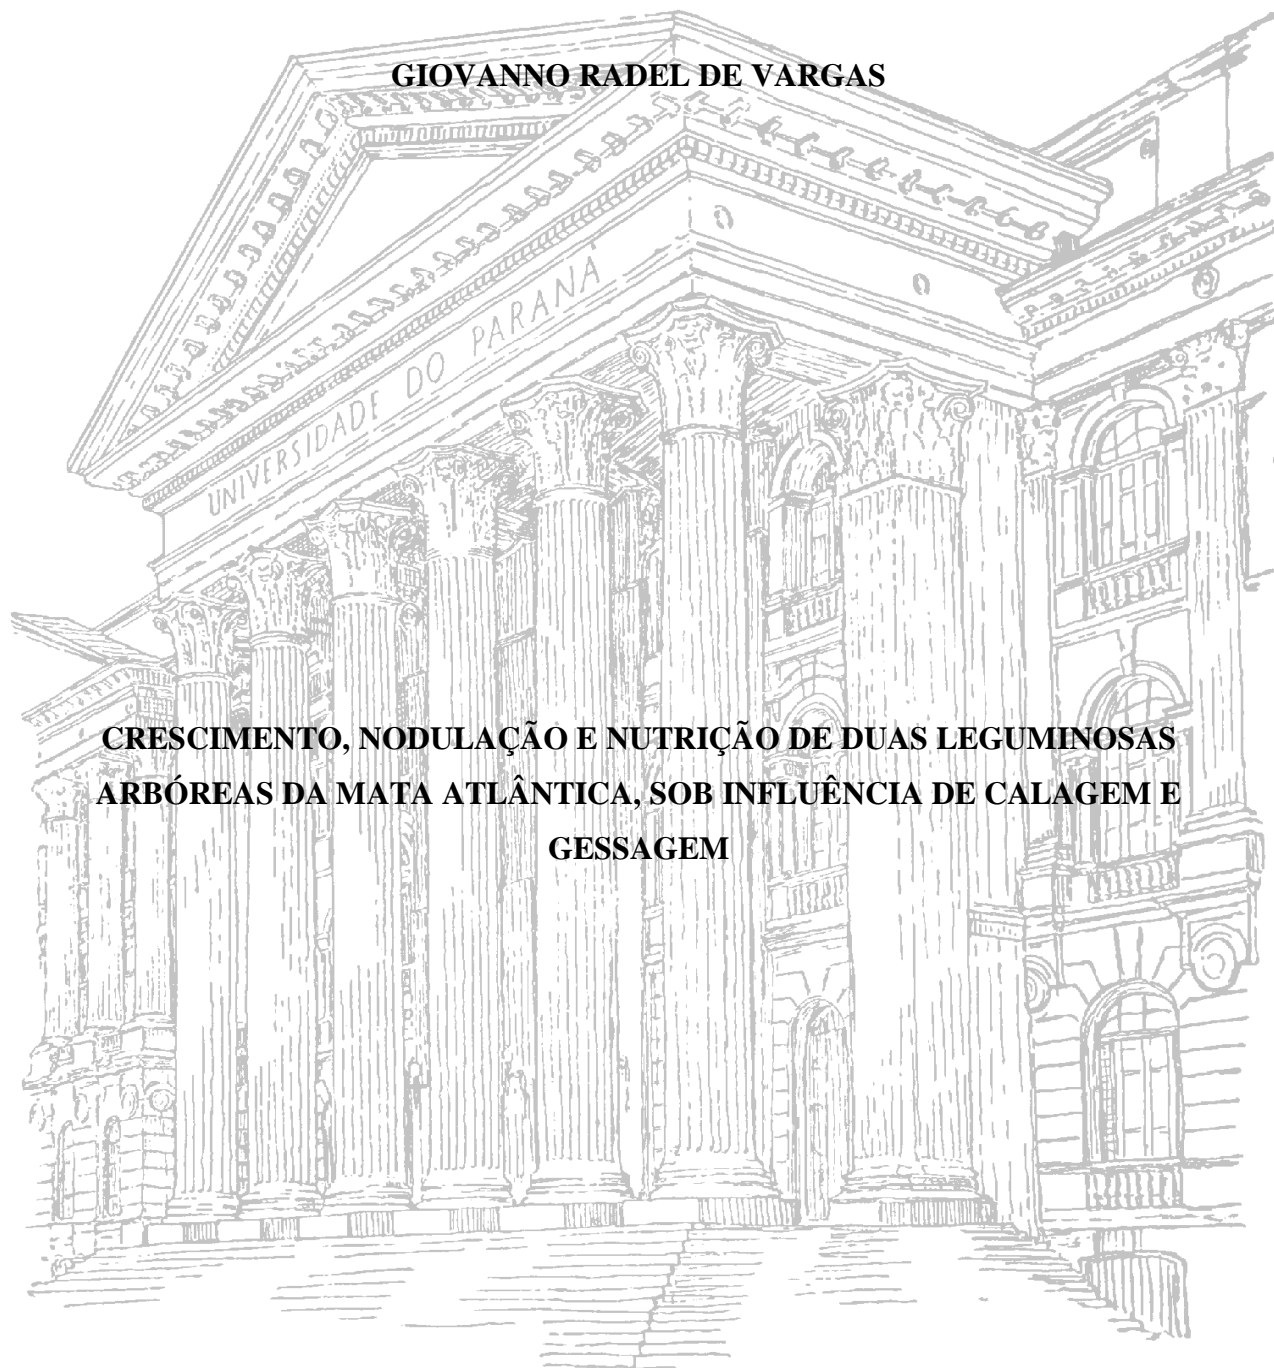 GIOVANNO RADEL DE VARGAS
UNIVERSIDADE DO PARANÁ
CRESCIMENTO, NODULAÇÃO E NUTRIÇÃO DE DUAS LEGUMINOSAS
ARBÓREAS DA MATA ATLÂNTICA, SOB INFLUÊNCIA DE CALAGEM E
GESSAGEM